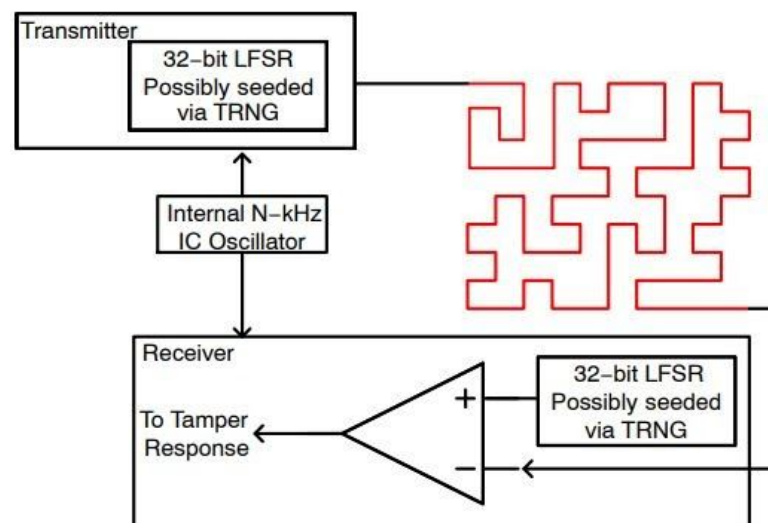 Transmitter
32−bit LFSR
Possibly seeded
via TRNG
Internal N−kHz
IC Oscillator
Receiver
32−bit LFSR
Possibly seeded
via TRNG
+
−
To Tamper
Response